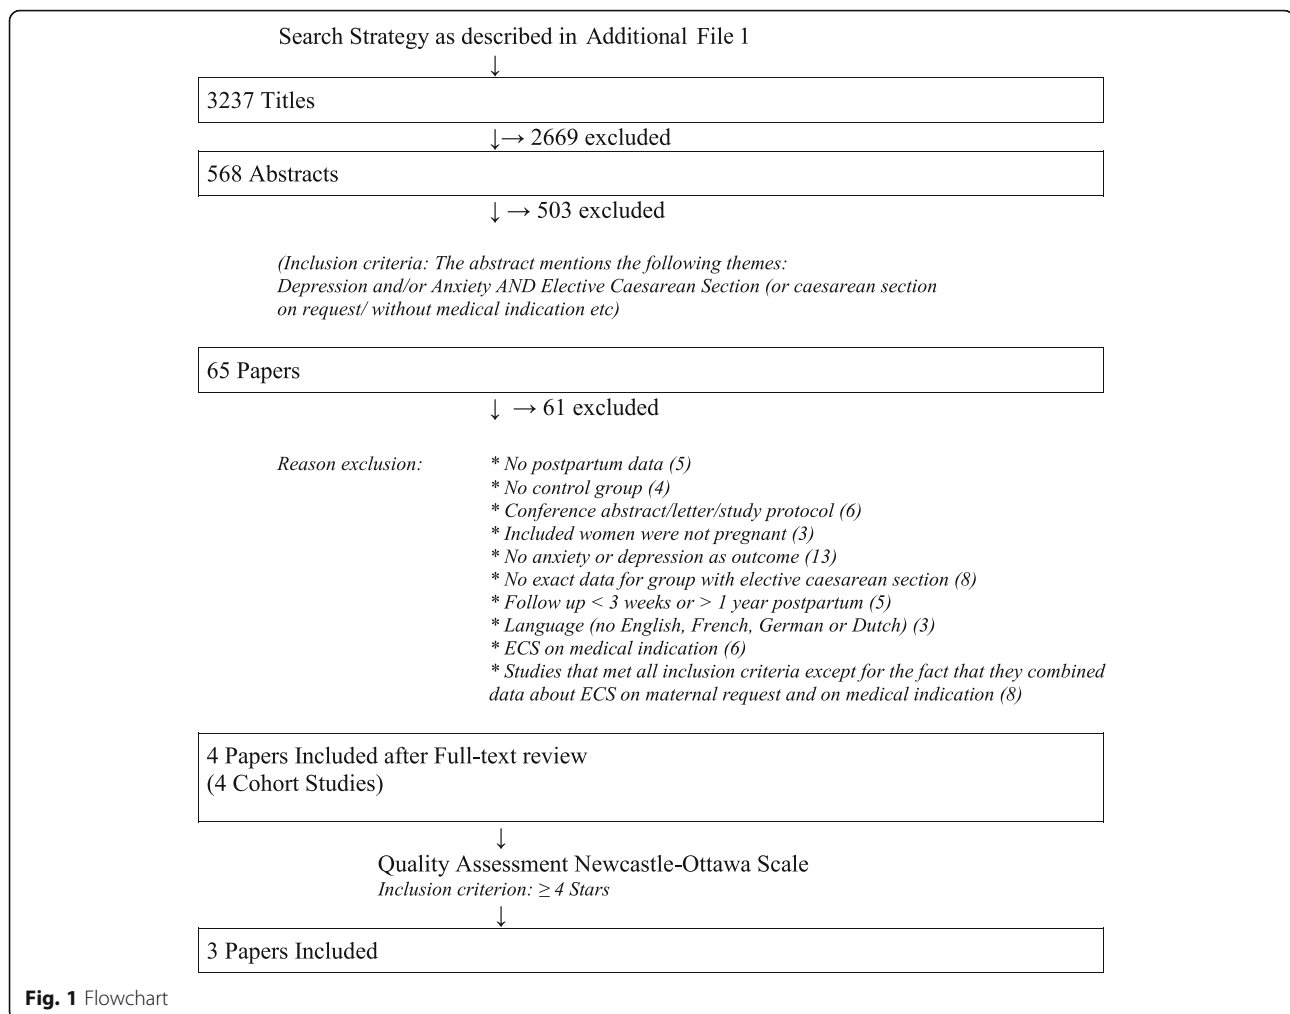 Search Strategy as described in Additional File 1
↓
3237 Titles
↓→ 2669 excluded
568 Abstracts
↓ → 503 excluded
(Inclusion criteria: The abstract mentions the following themes:
Depression and/or Anxiety AND Elective Caesarean Section (or caesarean section
on request/ without medical indication etc)
65 Papers
↓ → 61 excluded
Reason exclusion: * No postpartum data (5)
* No control group (4)
* Conference abstract/letter/study protocol (6)
* Included women were not pregnant (3)
* No anxiety or depression as outcome (13)
* No exact data for group with elective caesarean section (8)
* Follow up < 3 weeks or > 1 year postpartum (5)
* Language (no English, French, German or Dutch) (3)
* ECS on medical indication (6)
* Studies that met all inclusion criteria except for the fact that they combined
data about ECS on maternal request and on medical indication (8)
4 Papers Included after Full-text review
(4 Cohort Studies)
↓
Quality Assessment Newcastle-Ottawa Scale
Inclusion criterion: ≥ 4 Stars
↓
3 Papers Included
Fig. 1 Flowchart